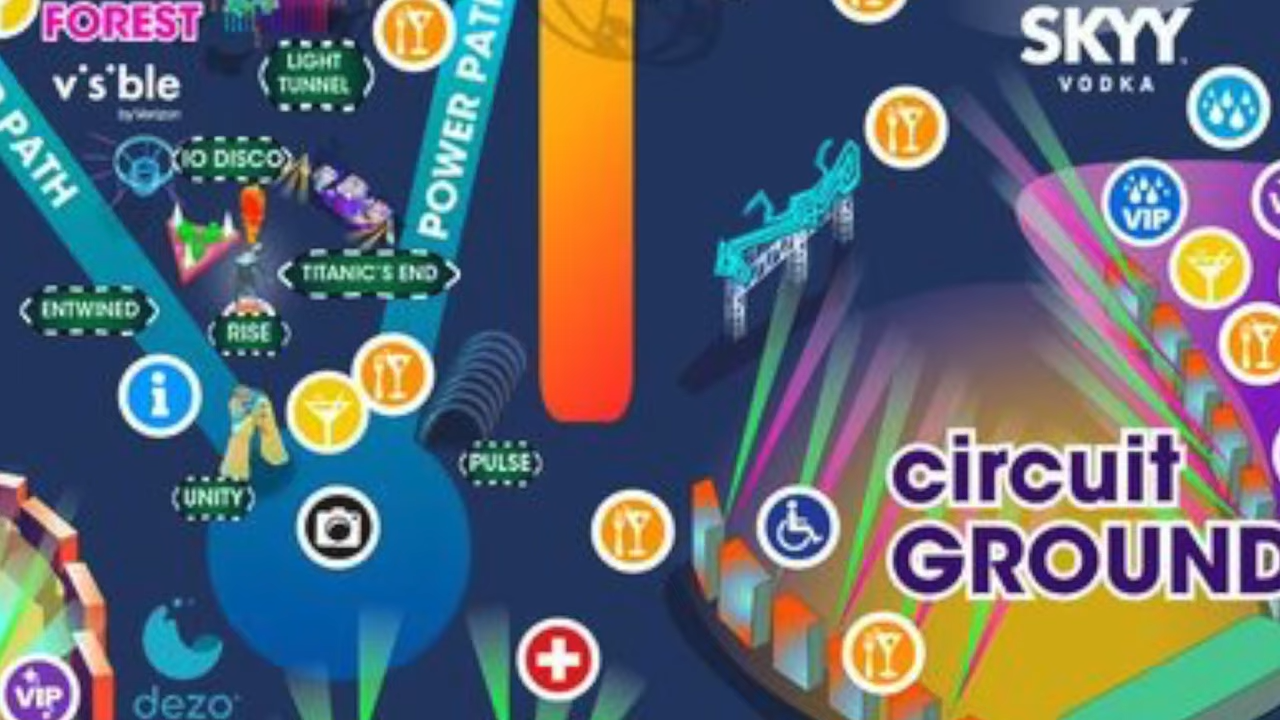 FOREST
v·s·ble
by Verizon
LIGHT
TUNNEL
PATH
POWER PATH
SKYY
VODKA
IO DISCO
VIP
TITANIC'S END
ENTWINED
RISE
i
circuit
GROUND
PULSE
UNITY
VIP
dezo